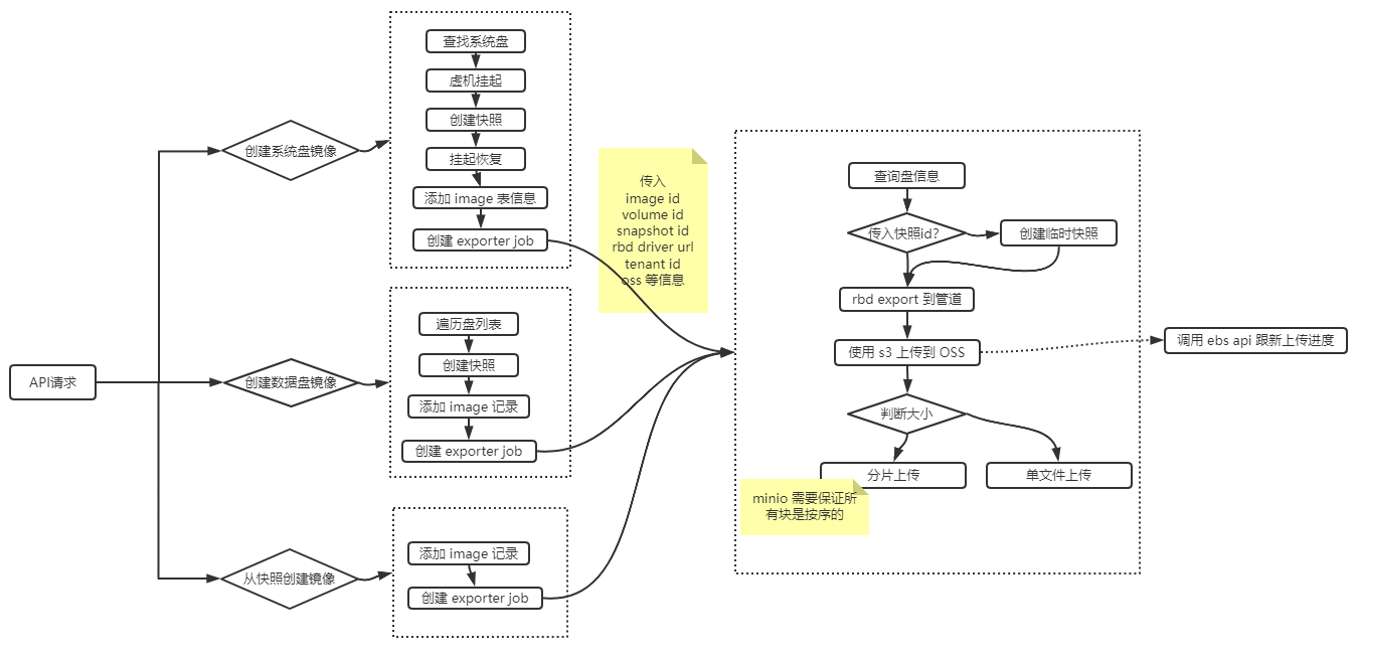 API请求
创建系统盘镜像
查找系统盘
虚机挂起
创建快照
挂起恢复
添加 image 表信息
创建 exporter job
创建数据盘镜像
遍历盘列表
创建快照
添加 image 记录
创建 exporter job
从快照创建镜像
添加 image 记录
创建 exporter job
传入
image id
volume id
snapshot id
rbd driver url
tenant id
oss 等信息
查询盘信息
传入快照id?
创建临时快照
rbd export 到管道
使用 s3 上传到 OSS
调用 ebs api 跟新上传进度
判断大小
分片上传
单文件上传
minio 需要保证所
有块是按序的